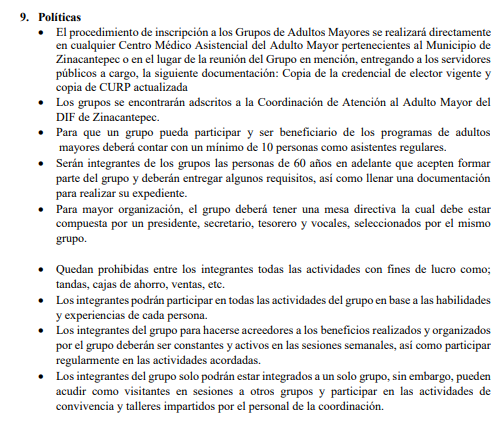 9. Políticas
• El procedimiento de inscripción a los Grupos de Adultos Mayores se realizará directamente
en cualquier Centro Médico Asistencial del Adulto Mayor pertenecientes al Municipio de
Zinacantepec o en el lugar de la reunión del Grupo en mención, entregando a los servidores
públicos a cargo, la siguiente documentación: Copia de la credencial de elector vigente y
copia de CURP actualizada
• Los grupos se encontrarán adscritos a la Coordinación de Atención al Adulto Mayor del
DIF de Zinacantepec.
• Para que un grupo pueda participar y ser beneficiario de los programas de adultos
mayores deberá contar con un mínimo de 10 personas como asistentes regulares.
• Serán integrantes de los grupos las personas de 60 años en adelante que acepten formar
parte del grupo y deberán entregar algunos requisitos, así como llenar una documentación
para realizar su expediente.
• Para mayor organización, el grupo deberá tener una mesa directiva la cual debe estar
compuesta por un presidente, secretario, tesorero y vocales, seleccionados por el mismo
grupo.
• Quedan prohibidas entre los integrantes todas las actividades con fines de lucro como;
tandas, cajas de ahorro, ventas, etc.
• Los integrantes podrán participar en todas las actividades del grupo en base a las habilidades
y experiencias de cada persona.
• Los integrantes del grupo para hacerse acreedores a los beneficios realizados y organizados
por el grupo deberán ser constantes y activos en las sesiones semanales, así como participar
regularmente en las actividades acordadas.
• Los integrantes del grupo solo podrán estar integrados a un solo grupo, sin embargo, pueden
acudir como visitantes en sesiones a otros grupos y participar en las actividades de
convivencia y talleres impartidos por el personal de la coordinación.